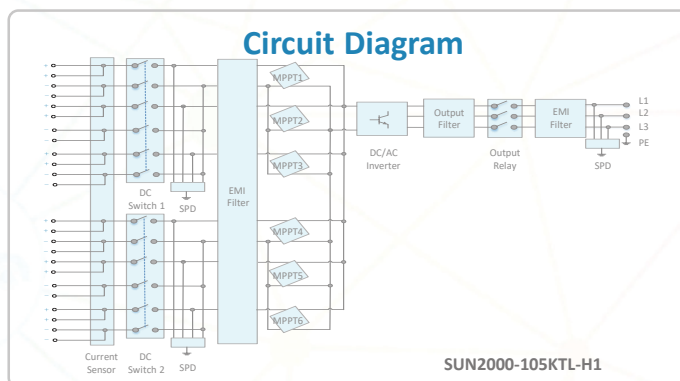 Circuit Diagram
MPPT1
MPPT2
MPPT3
MPPT4
MPPT5
MPPT6
EMI
Filter
DC
Switch 1
SPD
Current
Sensor
DC
Switch 2
SPD
DC/AC
Inverter
Output
Filter
Output
Relay
EMI
Filter
SPD
L1
L2
L3
PE
SUN2000-105KTL-H1